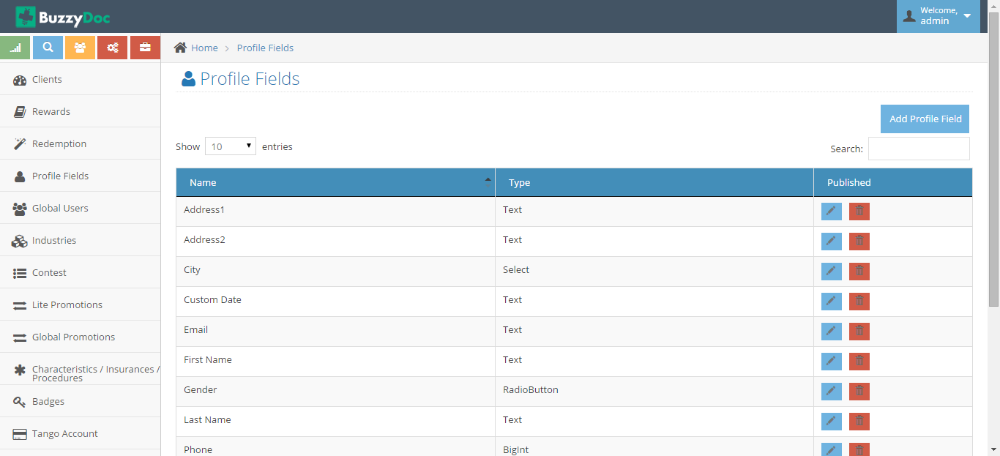 BuzzyDoc
Welcome,
admin
Home
Profile Fields
Clients
Rewards
Redemption
Profile Fields
Global Users
Industries
Contest
Lite Promotions
Global Promotions
Characteristics / Insurances /
Procedures
Badges
Tango Account
Profile Fields
Add Profile Field
Show 10 entries
Search:
Name Type Published
Address1 Text
Address2 Text
City Select
Custom Date Text
Email Text
First Name Text
Gender RadioButton
Last Name Text
Phone BigInt